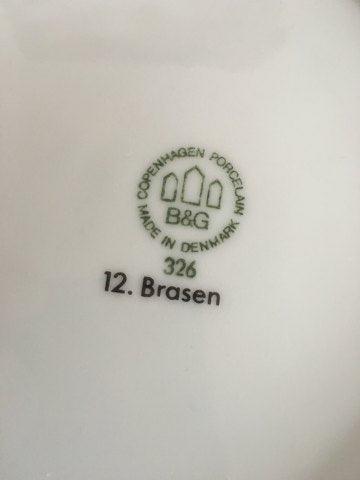 COPENHAGEN PORCELAIN
B&G
MADE IN DENMARK
326
12. Brasen